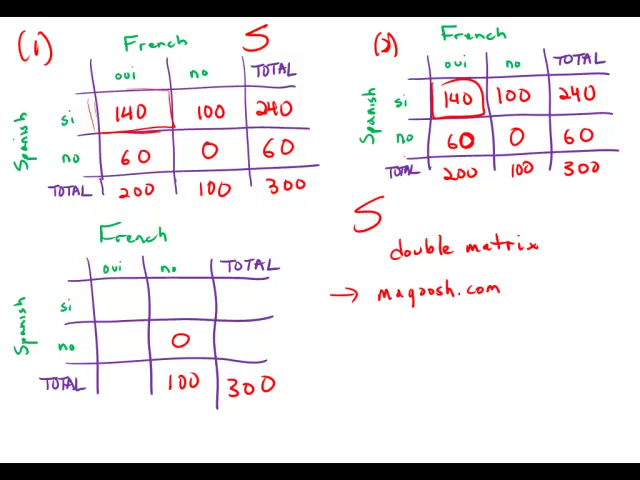 (1) French S
oui no TOTAL
Spanish
si 140 100 240
no 60 0 60
TOTAL 200 100 300
(2) French
oui no TOTAL
Spanish
si 140 100 240
no 60 0 60
TOTAL 200 100 300
S
double matrix
→ magoosh.com
French
oui no TOTAL
Spanish
si
no 0
TOTAL 100 300